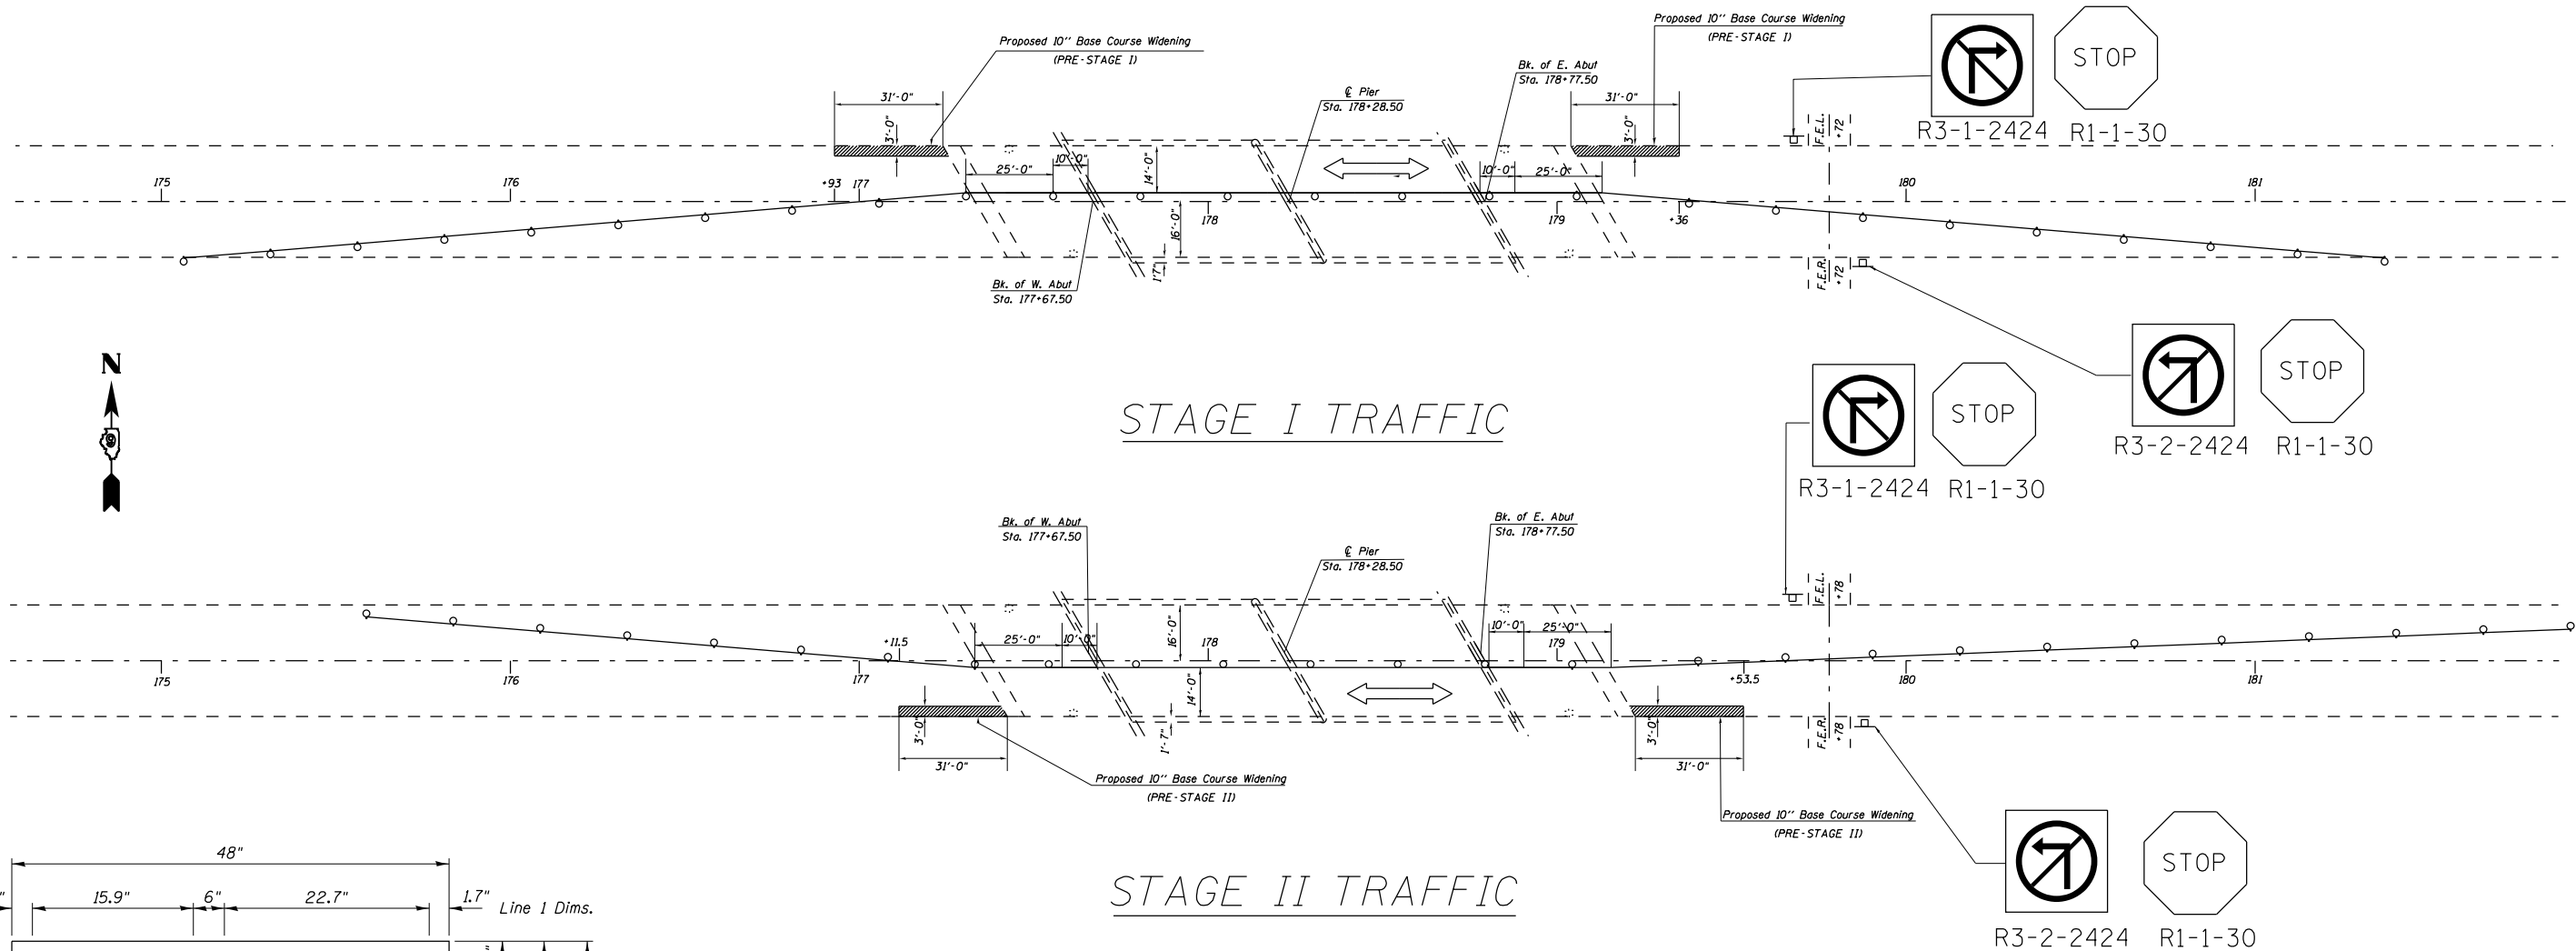 Proposed 10'' Base Course Widening
(PRE-STAGE I)
31'-0"
3'-0"
Bk. of E. Abut
Sta. 178+77.50
℄ Pier
Sta. 178+28.50
Proposed 10'' Base Course Widening
(PRE-STAGE I)
31'-0"
3'-0"
STOP
R3-1-2424 R1-1-30
F.E.L.
+72
175
176
+93 177
25'-0"
10'-0"
14'-0"
10'-0"
25'-0"
180
181
178
179
+36
16'-0"
1'7"
Bk. of W. Abut
Sta. 177+67.50
F.E.R.
+72
STOP
R3-2-2424 R1-1-30
N
STAGE I TRAFFIC
STOP
R3-1-2424 R1-1-30
Bk. of W. Abut
Sta. 177+67.50
℄ Pier
Sta. 178+28.50
Bk. of E. Abut
Sta. 178+77.50
F.E.L.
+78
+11.5
25'-0"
10'-0"
16'-0"
178
10'-0"
25'-0"
179
175
176
177
14'-0"
+53.5
180
181
3'-0"
31'-0"
1'-7"
3'-0"
31'-0"
F.E.R.
+78
Proposed 10'' Base Course Widening
(PRE-STAGE II)
Proposed 10'' Base Course Widening
(PRE-STAGE II)
STOP
R3-2-2424 R1-1-30
STAGE II TRAFFIC
48"
15.9"
6"
22.7"
1.7"
Line 1 Dims.